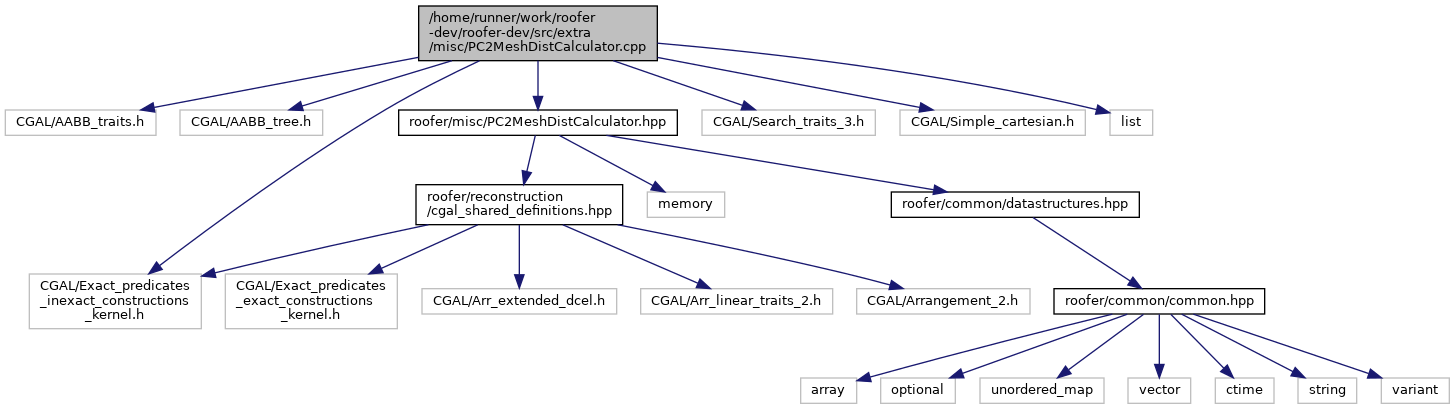 /home/runner/work/roofer
-dev/roofer-dev/src/extra
/misc/PC2MeshDistCalculator.cpp
CGAL/AABB_traits.h
CGAL/AABB_tree.h
roofer/misc/PC2MeshDistCalculator.hpp
CGAL/Search_traits_3.h
CGAL/Simple_cartesian.h
list
roofer/reconstruction
/cgal_shared_definitions.hpp
memory
roofer/common/datastructures.hpp
CGAL/Exact_predicates
_inexact_constructions
_kernel.h
CGAL/Exact_predicates
_exact_constructions
_kernel.h
CGAL/Arr_extended_dcel.h
CGAL/Arr_linear_traits_2.h
CGAL/Arrangement_2.h
roofer/common/common.hpp
array
optional
unordered_map
vector
ctime
string
variant